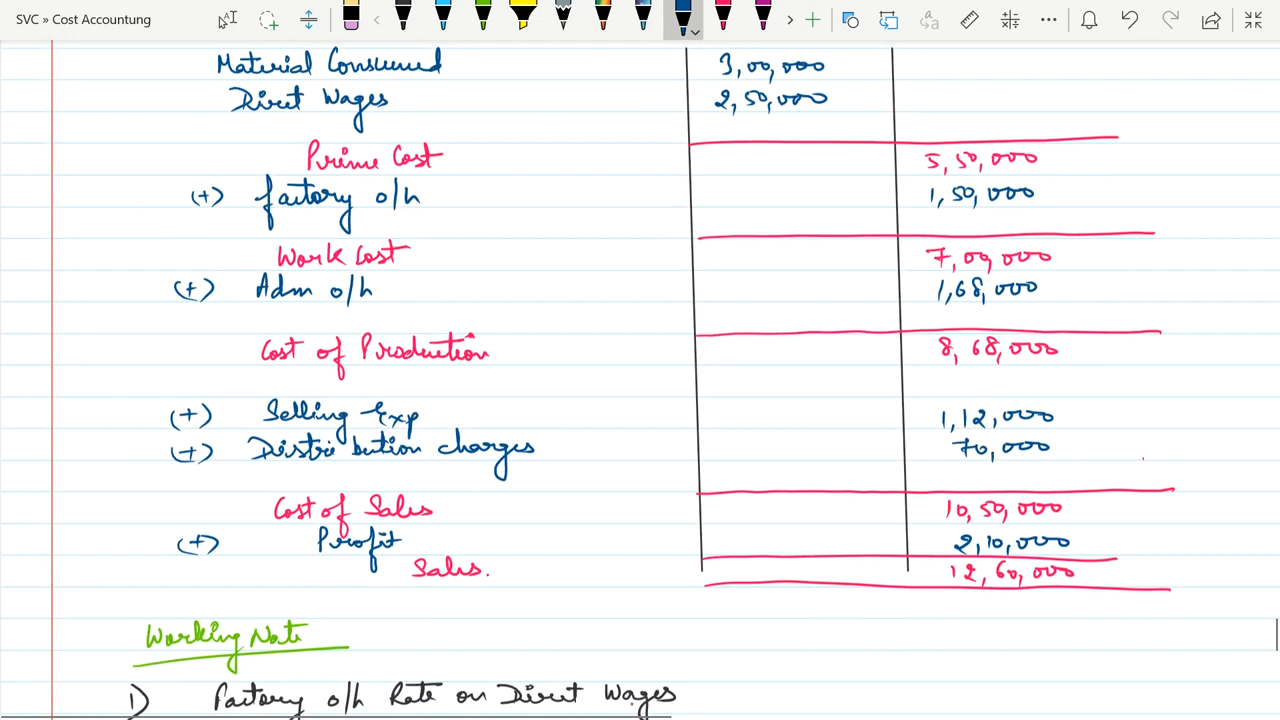 SVC » Cost Accountung
Material Consumed 3,00,000
Direct Wages 2,50,000
Prime Cost 5,50,000
(+) factory o/h 1,50,000
Work Cost 7,00,000
(+) Adm o/h 1,68,000
Cost of Production 8,68,000
(+) Selling Exp 1,12,000
(+) Distribution charges 70,000
Cost of Sales 10,50,000
(+) Profit 2,10,000
Sales. 12,60,000
Working Note
1) Factory o/h Rate on Direct Wages